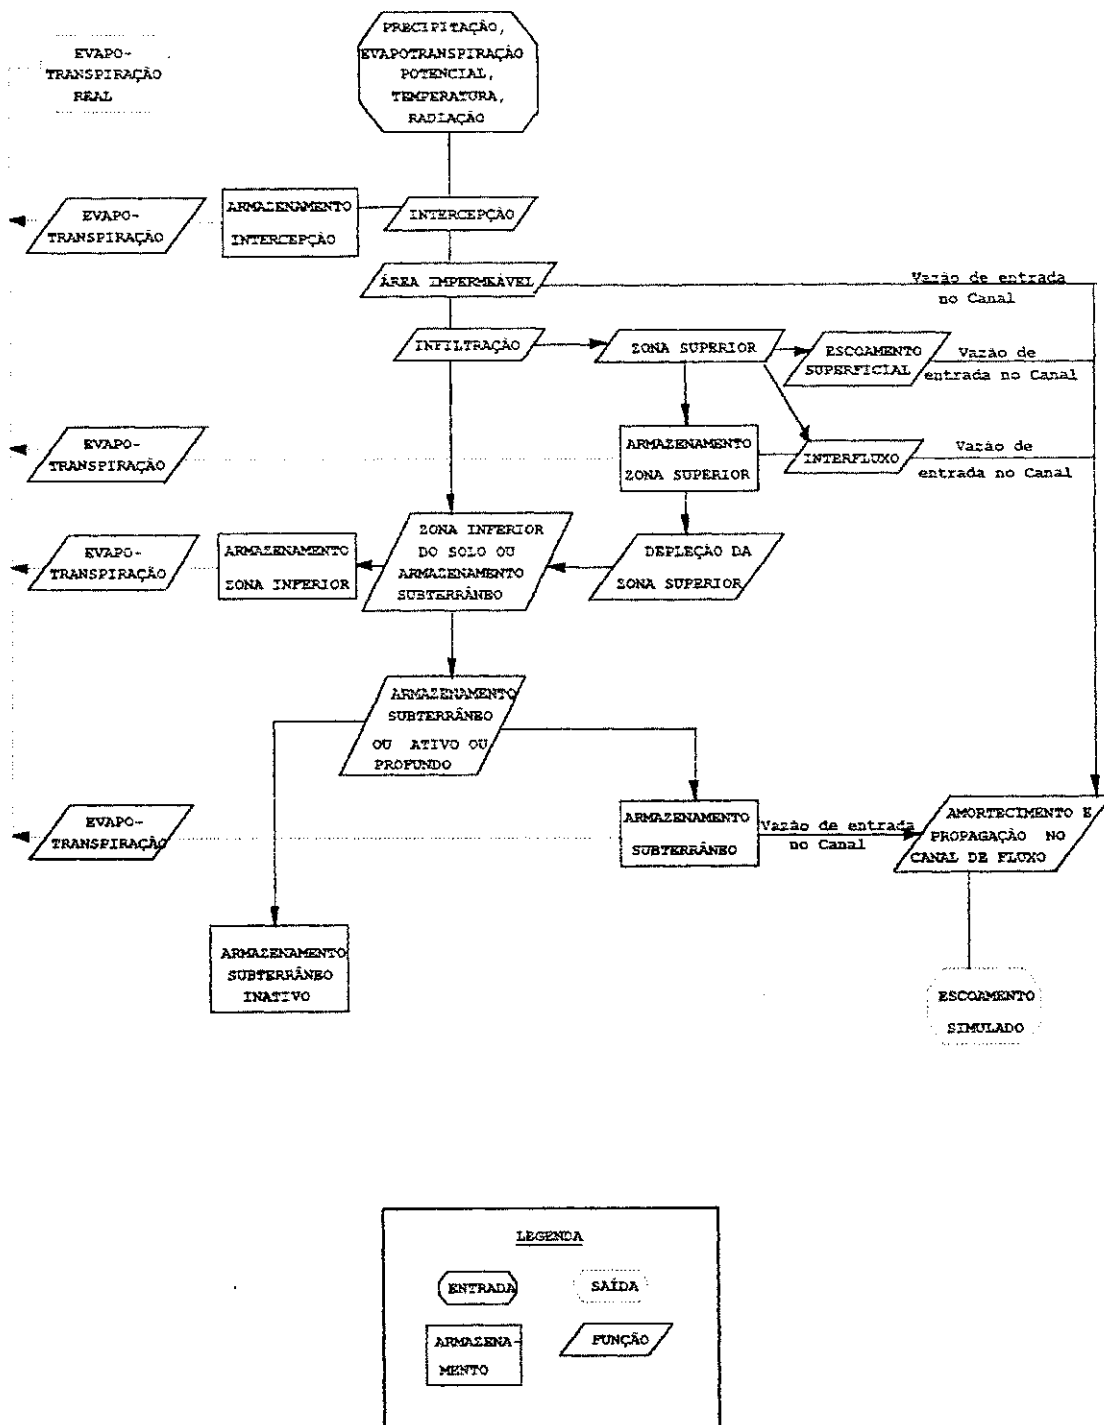 PRECIPITAÇÃO,
EVAPOTRANSPIRAÇÃO
POTENCIAL,
TEMPERATURA,
RADIAÇÃO
EVAPO-
TRANSPIRAÇÃO
REAL
EVAPO-
TRANSPIRAÇÃO
ARMAZENAMENTO
INTERCEPÇÃO
INTERCEPÇÃO
ÁREA IMPERMEÁVEL
Vazão de entrada
no Canal
INFILTRAÇÃO
ZONA SUPERIOR
ESCOAMENTO
SUPERFICIAL
Vazão de
entrada no Canal
EVAPO-
TRANSPIRAÇÃO
ARMAZENAMENTO
ZONA SUPERIOR
INTERFLUXO
Vazão de
entrada no Canal
EVAPO-
TRANSPIRAÇÃO
ARMAZENAMENTO
ZONA INFERIOR
ZONA INFERIOR
DO SOLO OU
ARMAZENAMENTO
SUBTERRÂNEO
DEPLEÇÃO DA
ZONA SUPERIOR
ARMAZENAMENTO
SUBTERRÂNEO
OU ATIVO OU
PROFUNDO
EVAPO-
TRANSPIRAÇÃO
ARMAZENAMENTO
SUBTERRÂNEO
Vazão de entrada
no Canal
AMORTECIMENTO E
PROPAGAÇÃO NO
CANAL DE FLUXO
ARMAZENAMENTO
SUBTERRÂNEO
INATIVO
ESCOAMENTO
SIMULADO
LEGENDA
ENTRADA
SAÍDA
ARMAZENA-
MENTO
FUNÇÃO